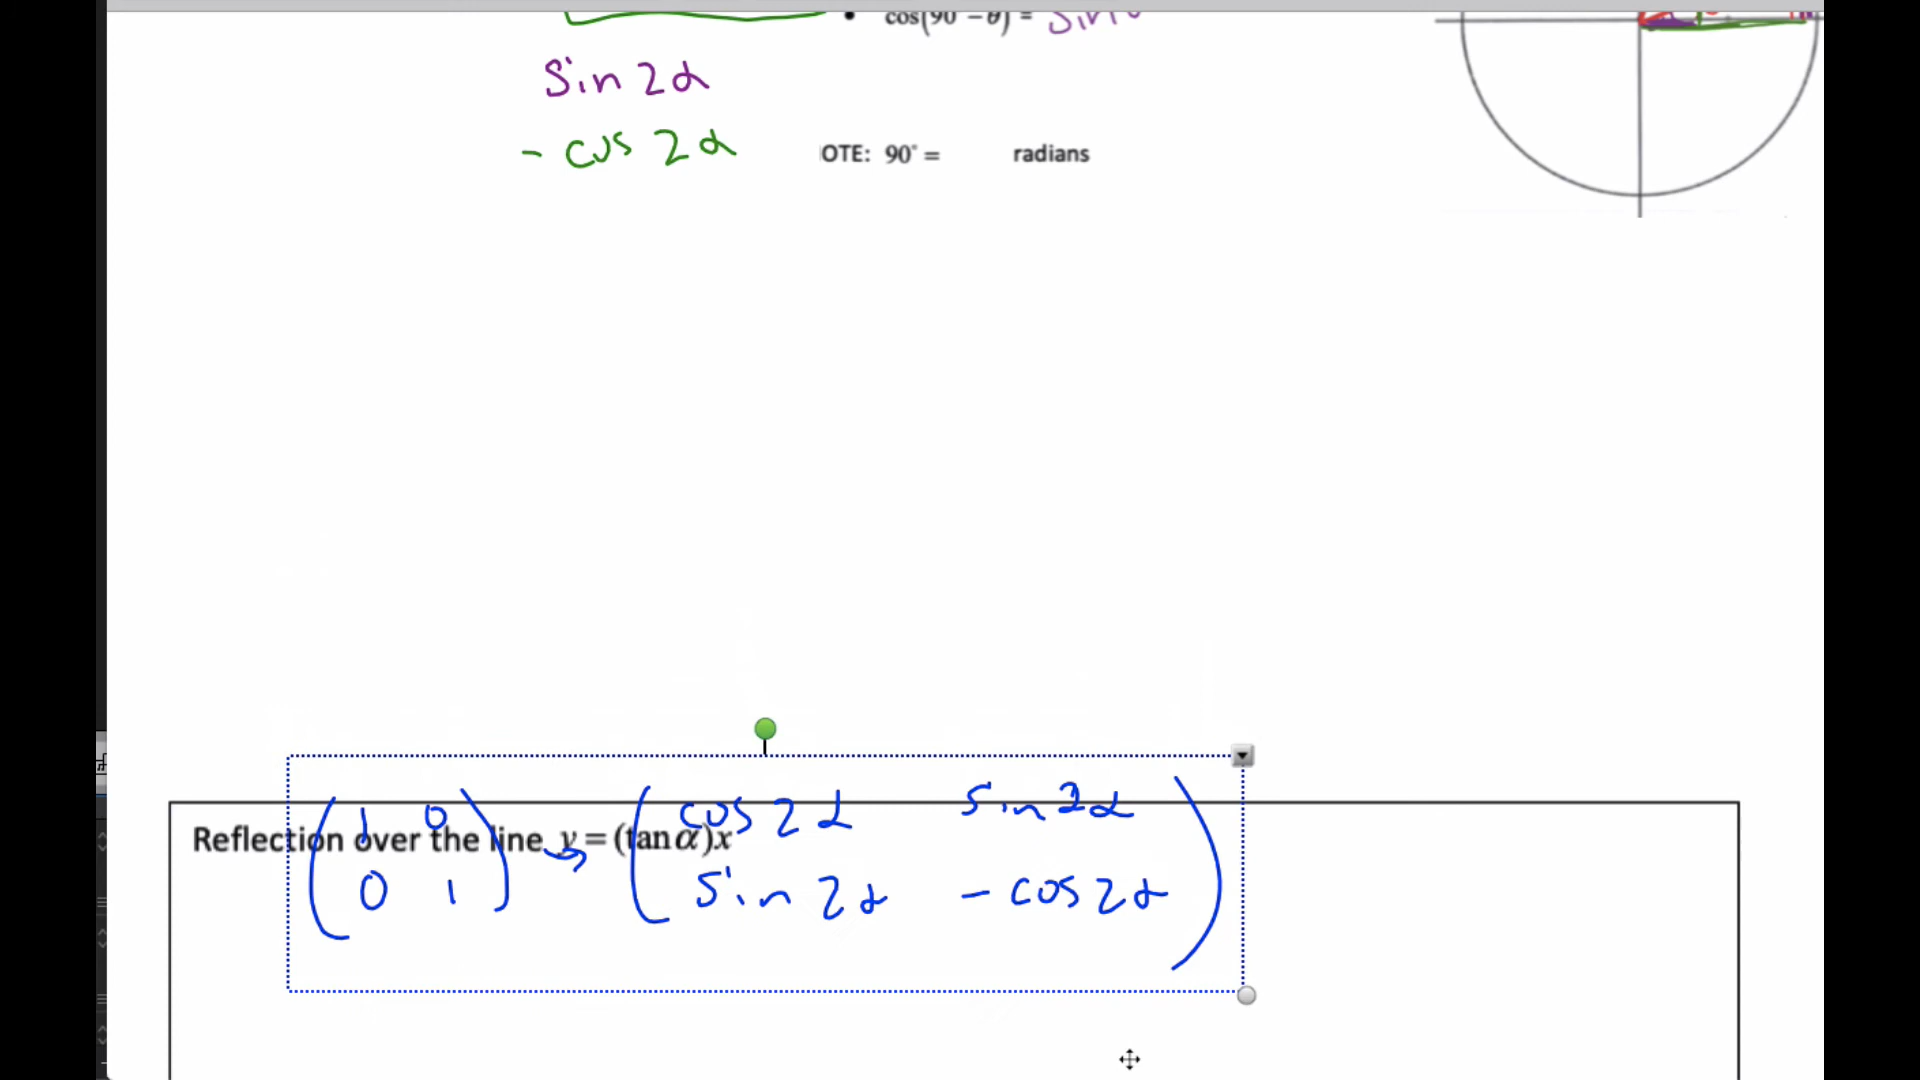 • cos(90° − θ) = sin θ
sin 2α
− cos 2α
OTE: 90° = radians
(1 0 → (cos 2α sin 2α
0 1) sin 2α − cos 2α)
Reflection over the line y = (tan α)x